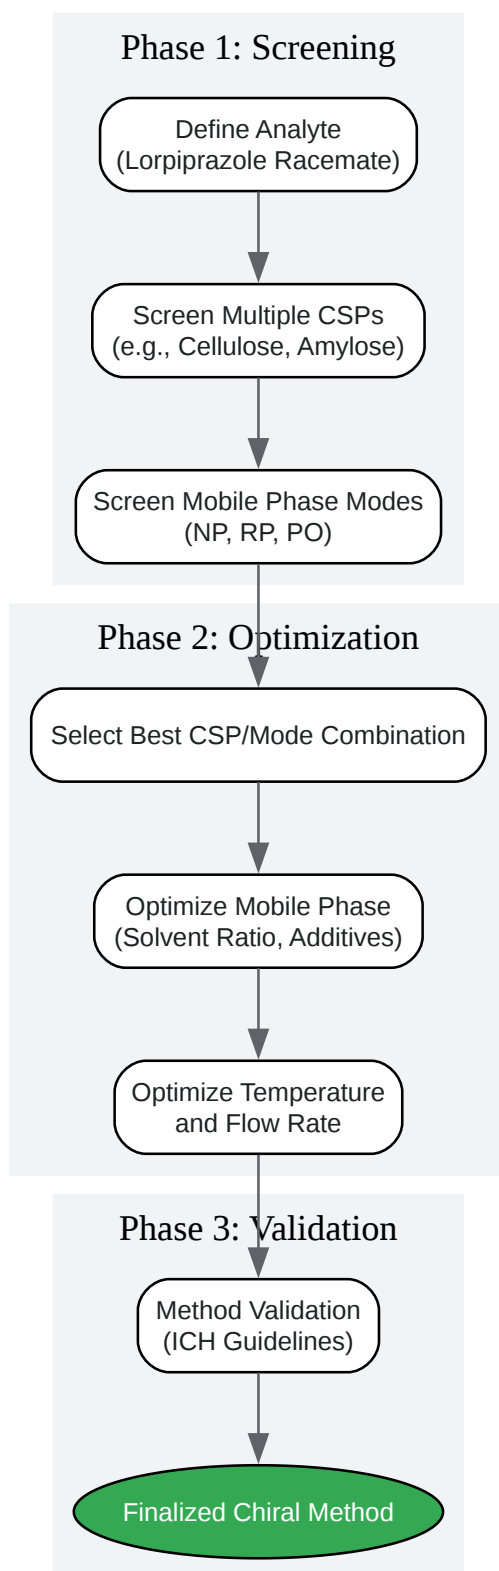 Phase 1: Screening
Define Analyte
(Lorpiprazole Racemate)
Screen Multiple CSPs
(e.g., Cellulose, Amylose)
Screen Mobile Phase Modes
(NP, RP, PO)
Phase 2: Optimization
Select Best CSP/Mode Combination
Optimize Mobile Phase
(Solvent Ratio, Additives)
Optimize Temperature
and Flow Rate
Phase 3: Validation
Method Validation
(ICH Guidelines)
Finalized Chiral Method